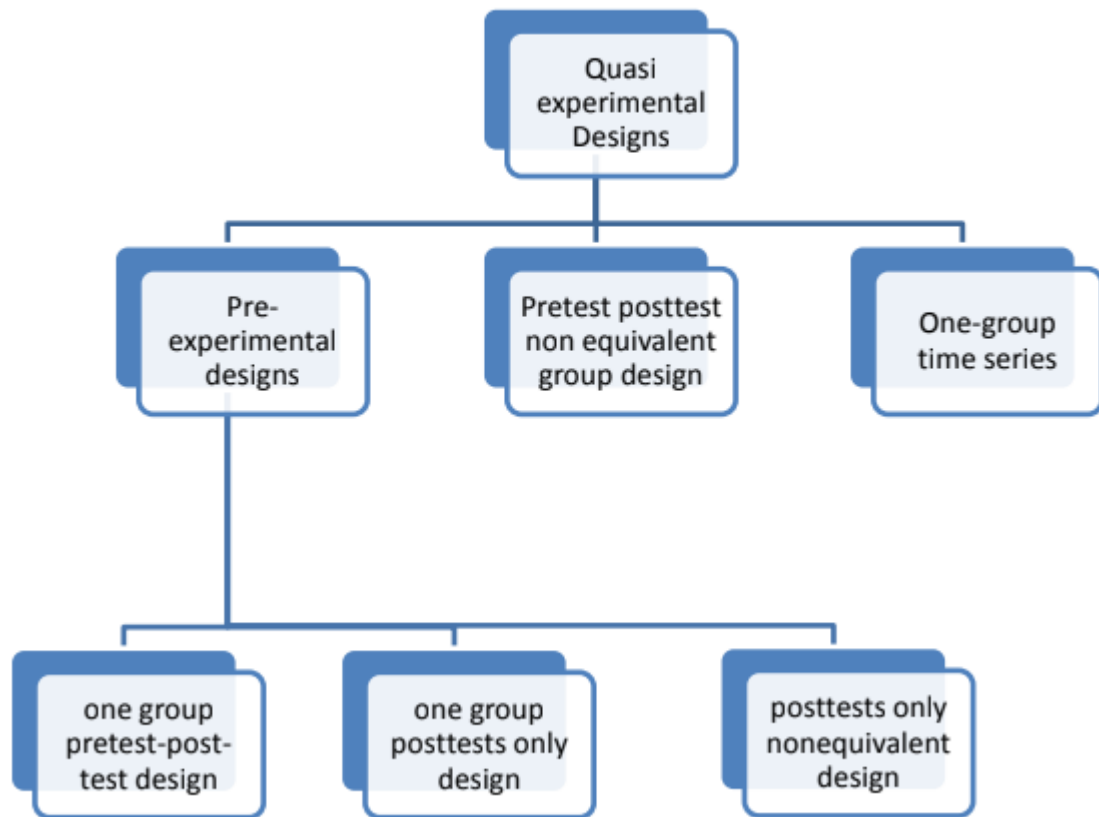 Quasi
experimental
Designs
Pre-
experimental
designs
Pretest posttest
non equivalent
group design
One-group
time series
one group
pretest-post-
test design
one group
posttests only
design
posttests only
nonequivalent
design